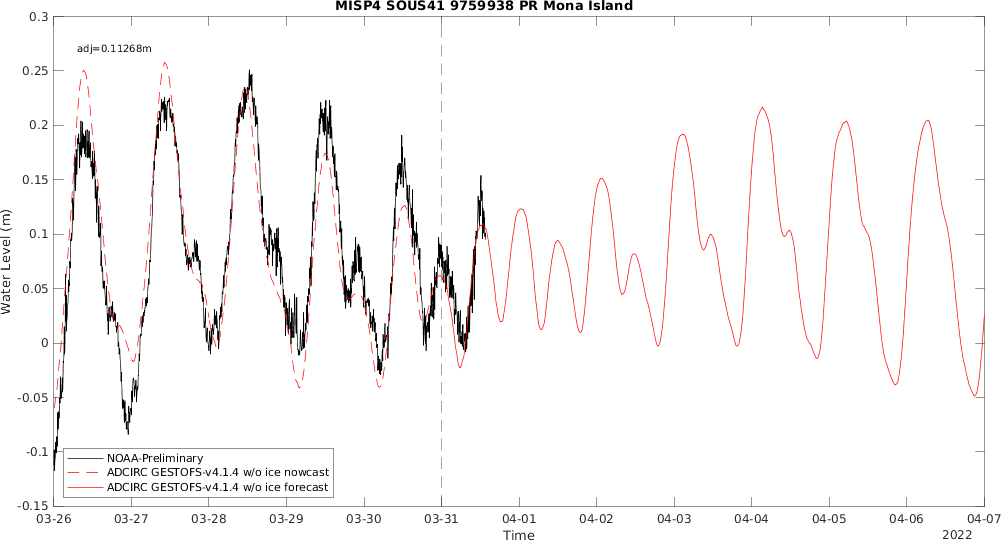 MISP4 SOUS41 9759938 PR Mona Island
adj=0.11268m
0.3
0.25
0.2
0.15
0.1
0.05
0
-0.05
-0.1
-0.15
Water Level (m)
NOAA-Preliminary
ADCIRC GESTOFS-v4.1.4 w/o ice nowcast
ADCIRC GESTOFS-v4.1.4 w/o ice forecast
03-26 03-27 03-28 03-29 03-30 03-31 04-01 04-02 04-03 04-04 04-05 04-06 04-07
Time
2022